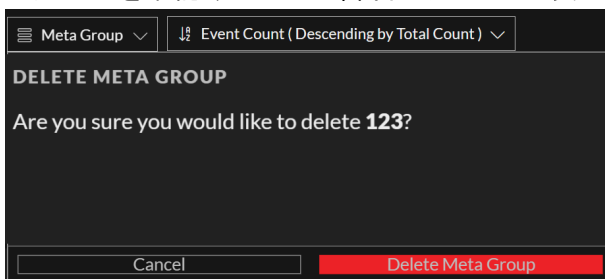 Meta Group
Event Count ( Descending by Total Count )
DELETE META GROUP
Are you sure you would like to delete 123?
Cancel
Delete Meta Group